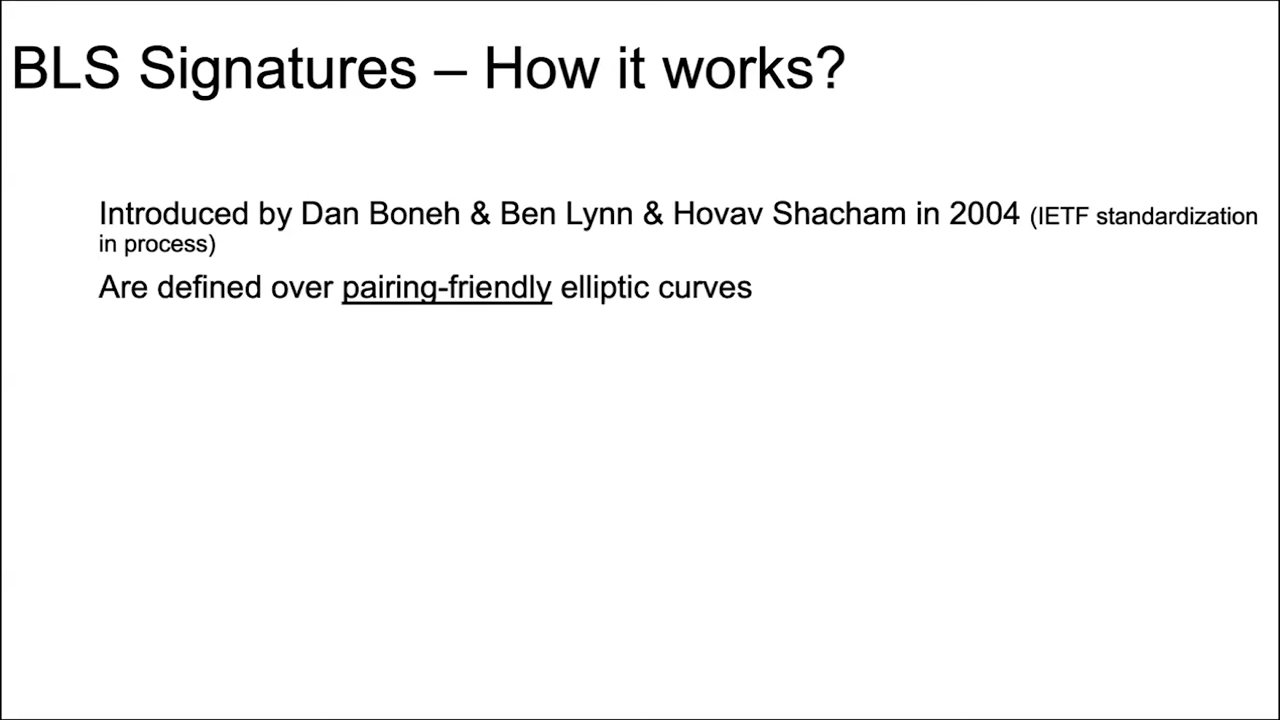 BLS Signatures – How it works?
Introduced by Dan Boneh & Ben Lynn & Hovav Shacham in 2004 (IETF standardization
in process)
Are defined over pairing-friendly elliptic curves